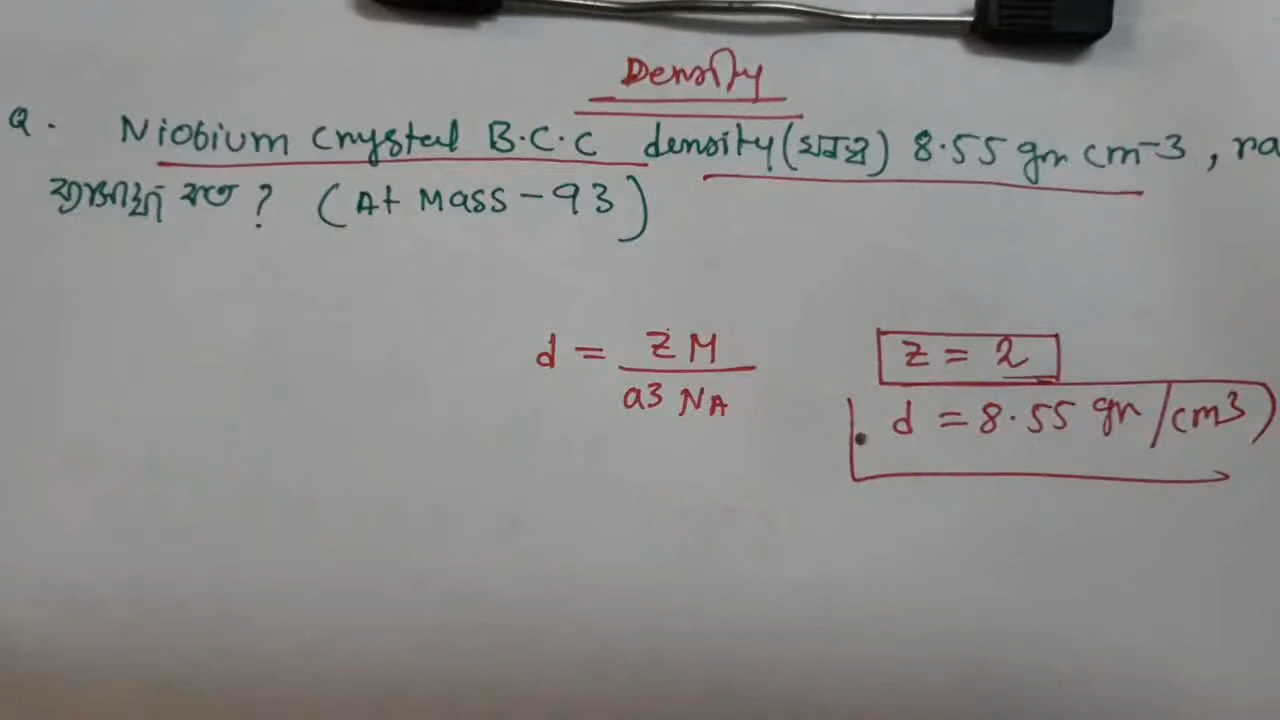 Density
Q. Niobium crystal B.C.C density (ঘনত্ব) 8.55 gm cm-3, ra
কত ? (At Mass - 93)
d = ZM / a3 NA
Z = 2
d = 8.55 gm/cm3)